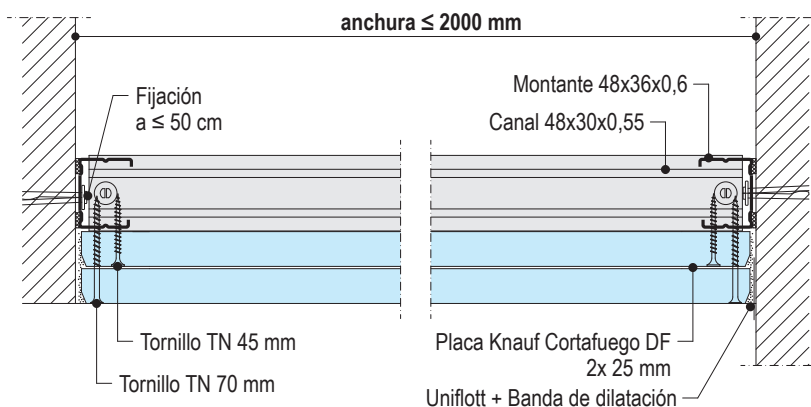 anchura ≤ 2000 mm
Fijación
a ≤ 50 cm
Montante 48x36x0,6
Canal 48x30x0,55
Tornillo TN 45 mm
Tornillo TN 70 mm
Placa Knauf Cortafuego DF
2x 25 mm
Uniflott + Banda de dilatación